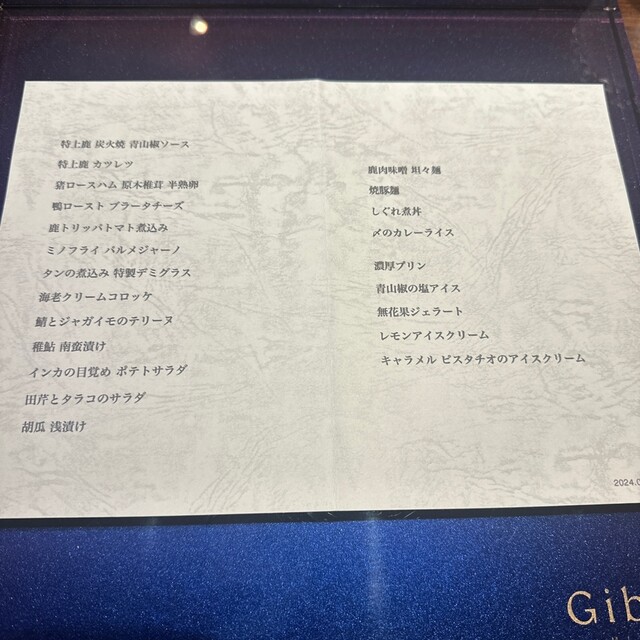 特上鹿 炭火焼 青山椒ソース
特上鹿 カツレツ
猪ロースハム 原木椎茸 半熟卵
鴨ロースト ブラータチーズ
鹿トリッパトマト煮込み
ミノフライ パルメジャーノ
タンの煮込み 特製デミグラス
海老クリームコロッケ
鯖とジャガイモのテリーヌ
稚鮎 南蛮漬け
インカの目覚め ポテトサラダ
田芹とタラコのサラダ
胡瓜 浅漬け
鹿肉味噌 坦々麺
焼豚麺
しぐれ煮丼
〆のカレーライス
濃厚プリン
青山椒の塩アイス
無花果ジェラート
レモンアイスクリーム
キャラメル ピスタチオのアイスクリーム
2024.0
Gib